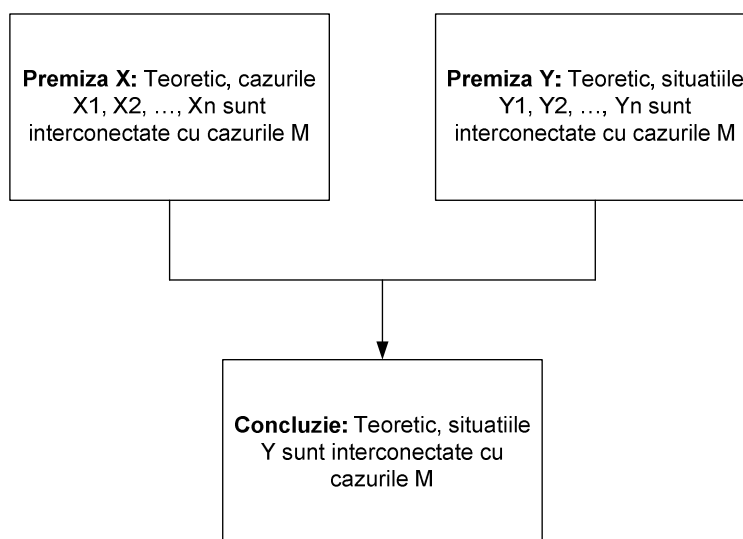 Premiza X: Teoretic, cazurile
X1, X2, …, Xn sunt
interconectate cu cazurile M
Premiza Y: Teoretic, situatiile
Y1, Y2, …, Yn sunt
interconectate cu cazurile M
Concluzie: Teoretic, situatiile
Y sunt interconectate cu
cazurile M